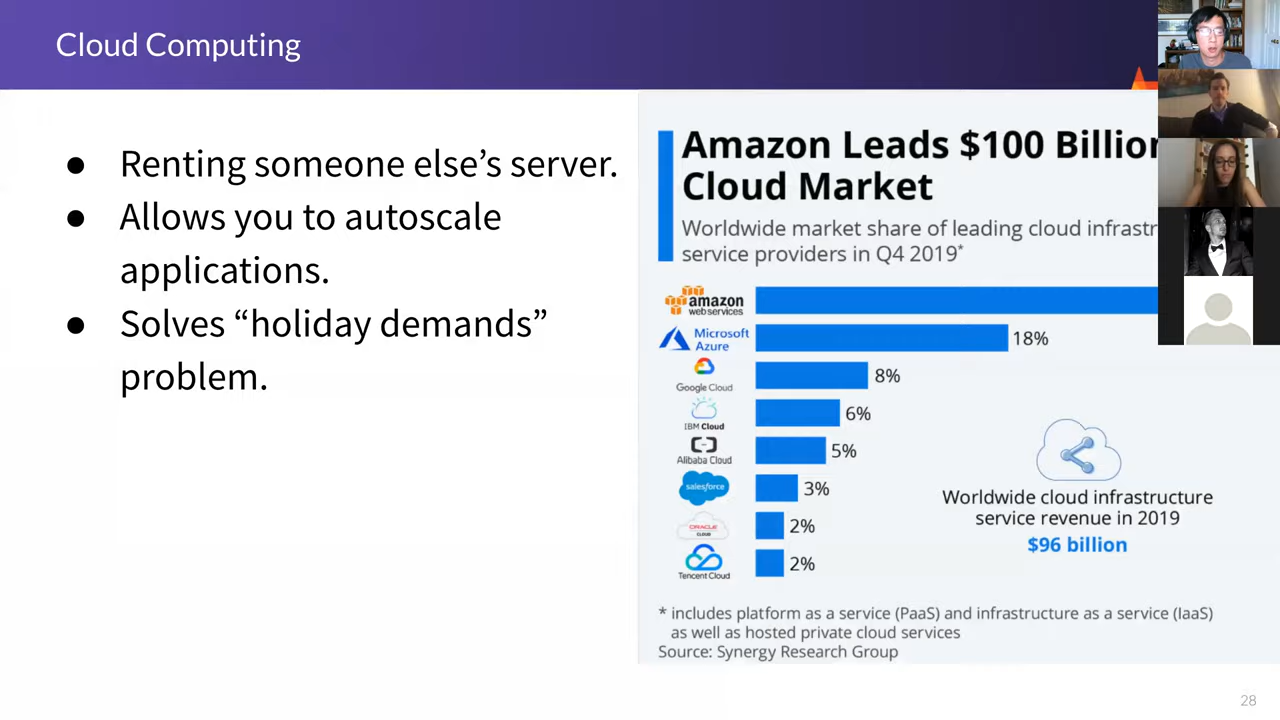 Cloud Computing
● Renting someone else’s server.
● Allows you to autoscale
applications.
● Solves “holiday demands”
problem.
Amazon Leads $100 Billion
Cloud Market
Worldwide market share of leading cloud infrastr
service providers in Q4 2019*
amazon
webservices
Microsoft
Azure
18%
Google Cloud
8%
IBM Cloud
6%
Alibaba Cloud
5%
salesforce
3%
ORACLE
CLOUD
2%
Tencent Cloud
2%
Worldwide cloud infrastructure
service revenue in 2019
$96 billion
* includes platform as a service (PaaS) and infrastructure as a service (IaaS)
as well as hosted private cloud services
Source: Synergy Research Group
28